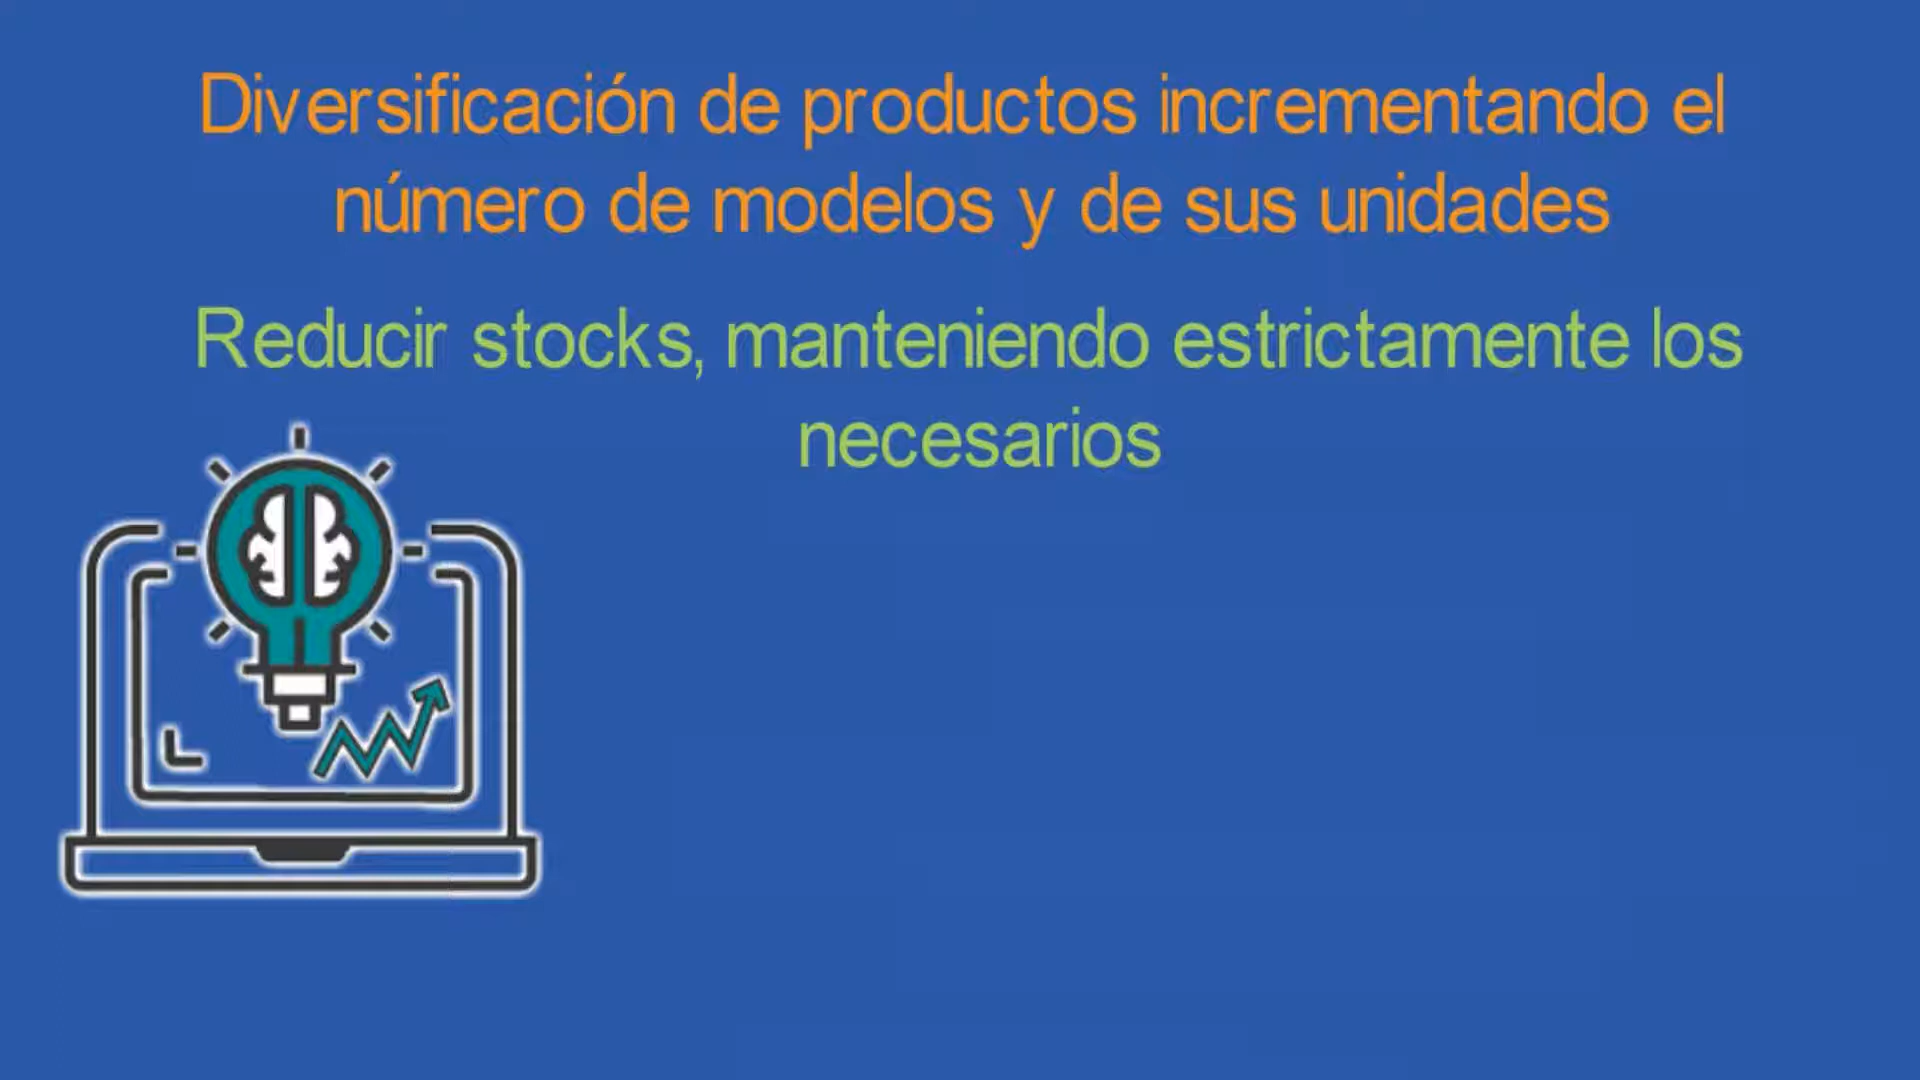 Diversificación de productos incrementando el
número de modelos y de sus unidades
Reducir stocks, manteniendo estrictamente los
necesarios